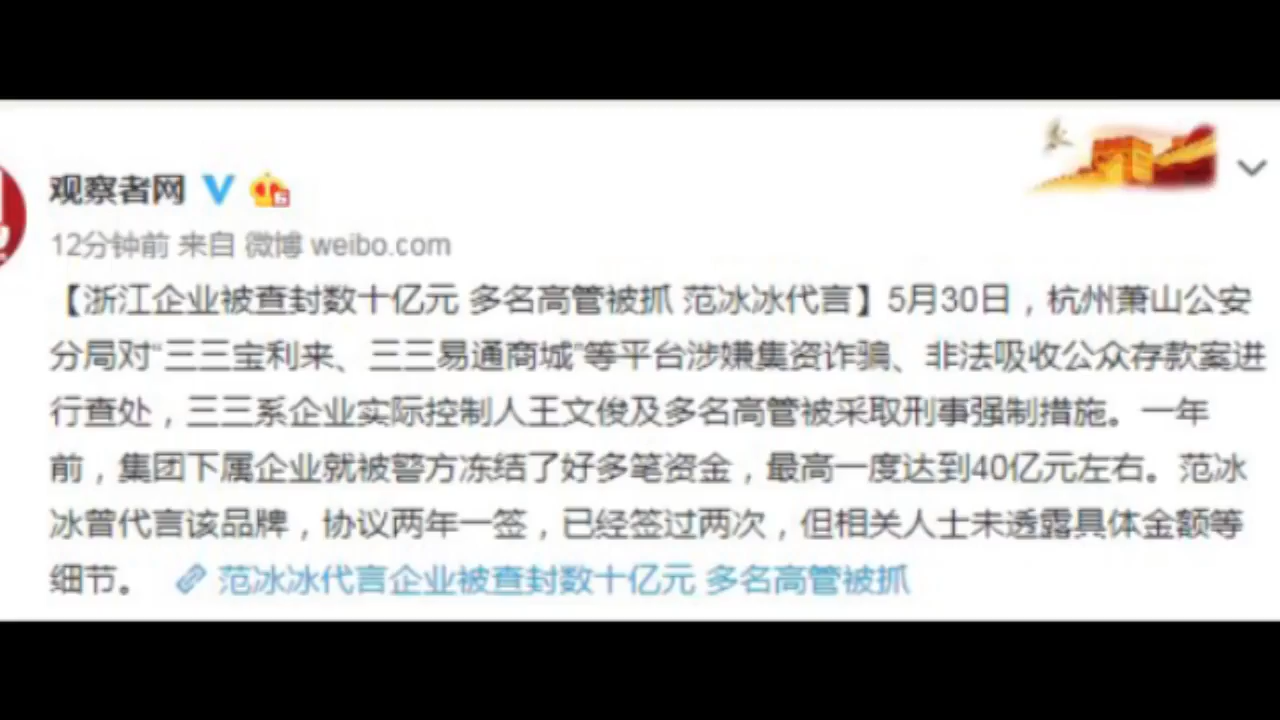 观察者网
12分钟前 来自 微博 weibo.com
【浙江企业被查封数十亿元 多名高管被抓 范冰冰代言】5月30日，杭州萧山公安
分局对“三三宝利来、三三易通商城”等平台涉嫌集资诈骗、非法吸收公众存款案进
行查处，三三系企业实际控制人王文俊及多名高管被采取刑事强制措施。一年
前，集团下属企业就被警方冻结了好多笔资金，最高一度达到40亿元左右。范冰
冰曾代言该品牌，协议两年一签，已经签过两次，但相关人士未透露具体金额等
细节。 范冰冰代言企业被查封数十亿元 多名高管被抓